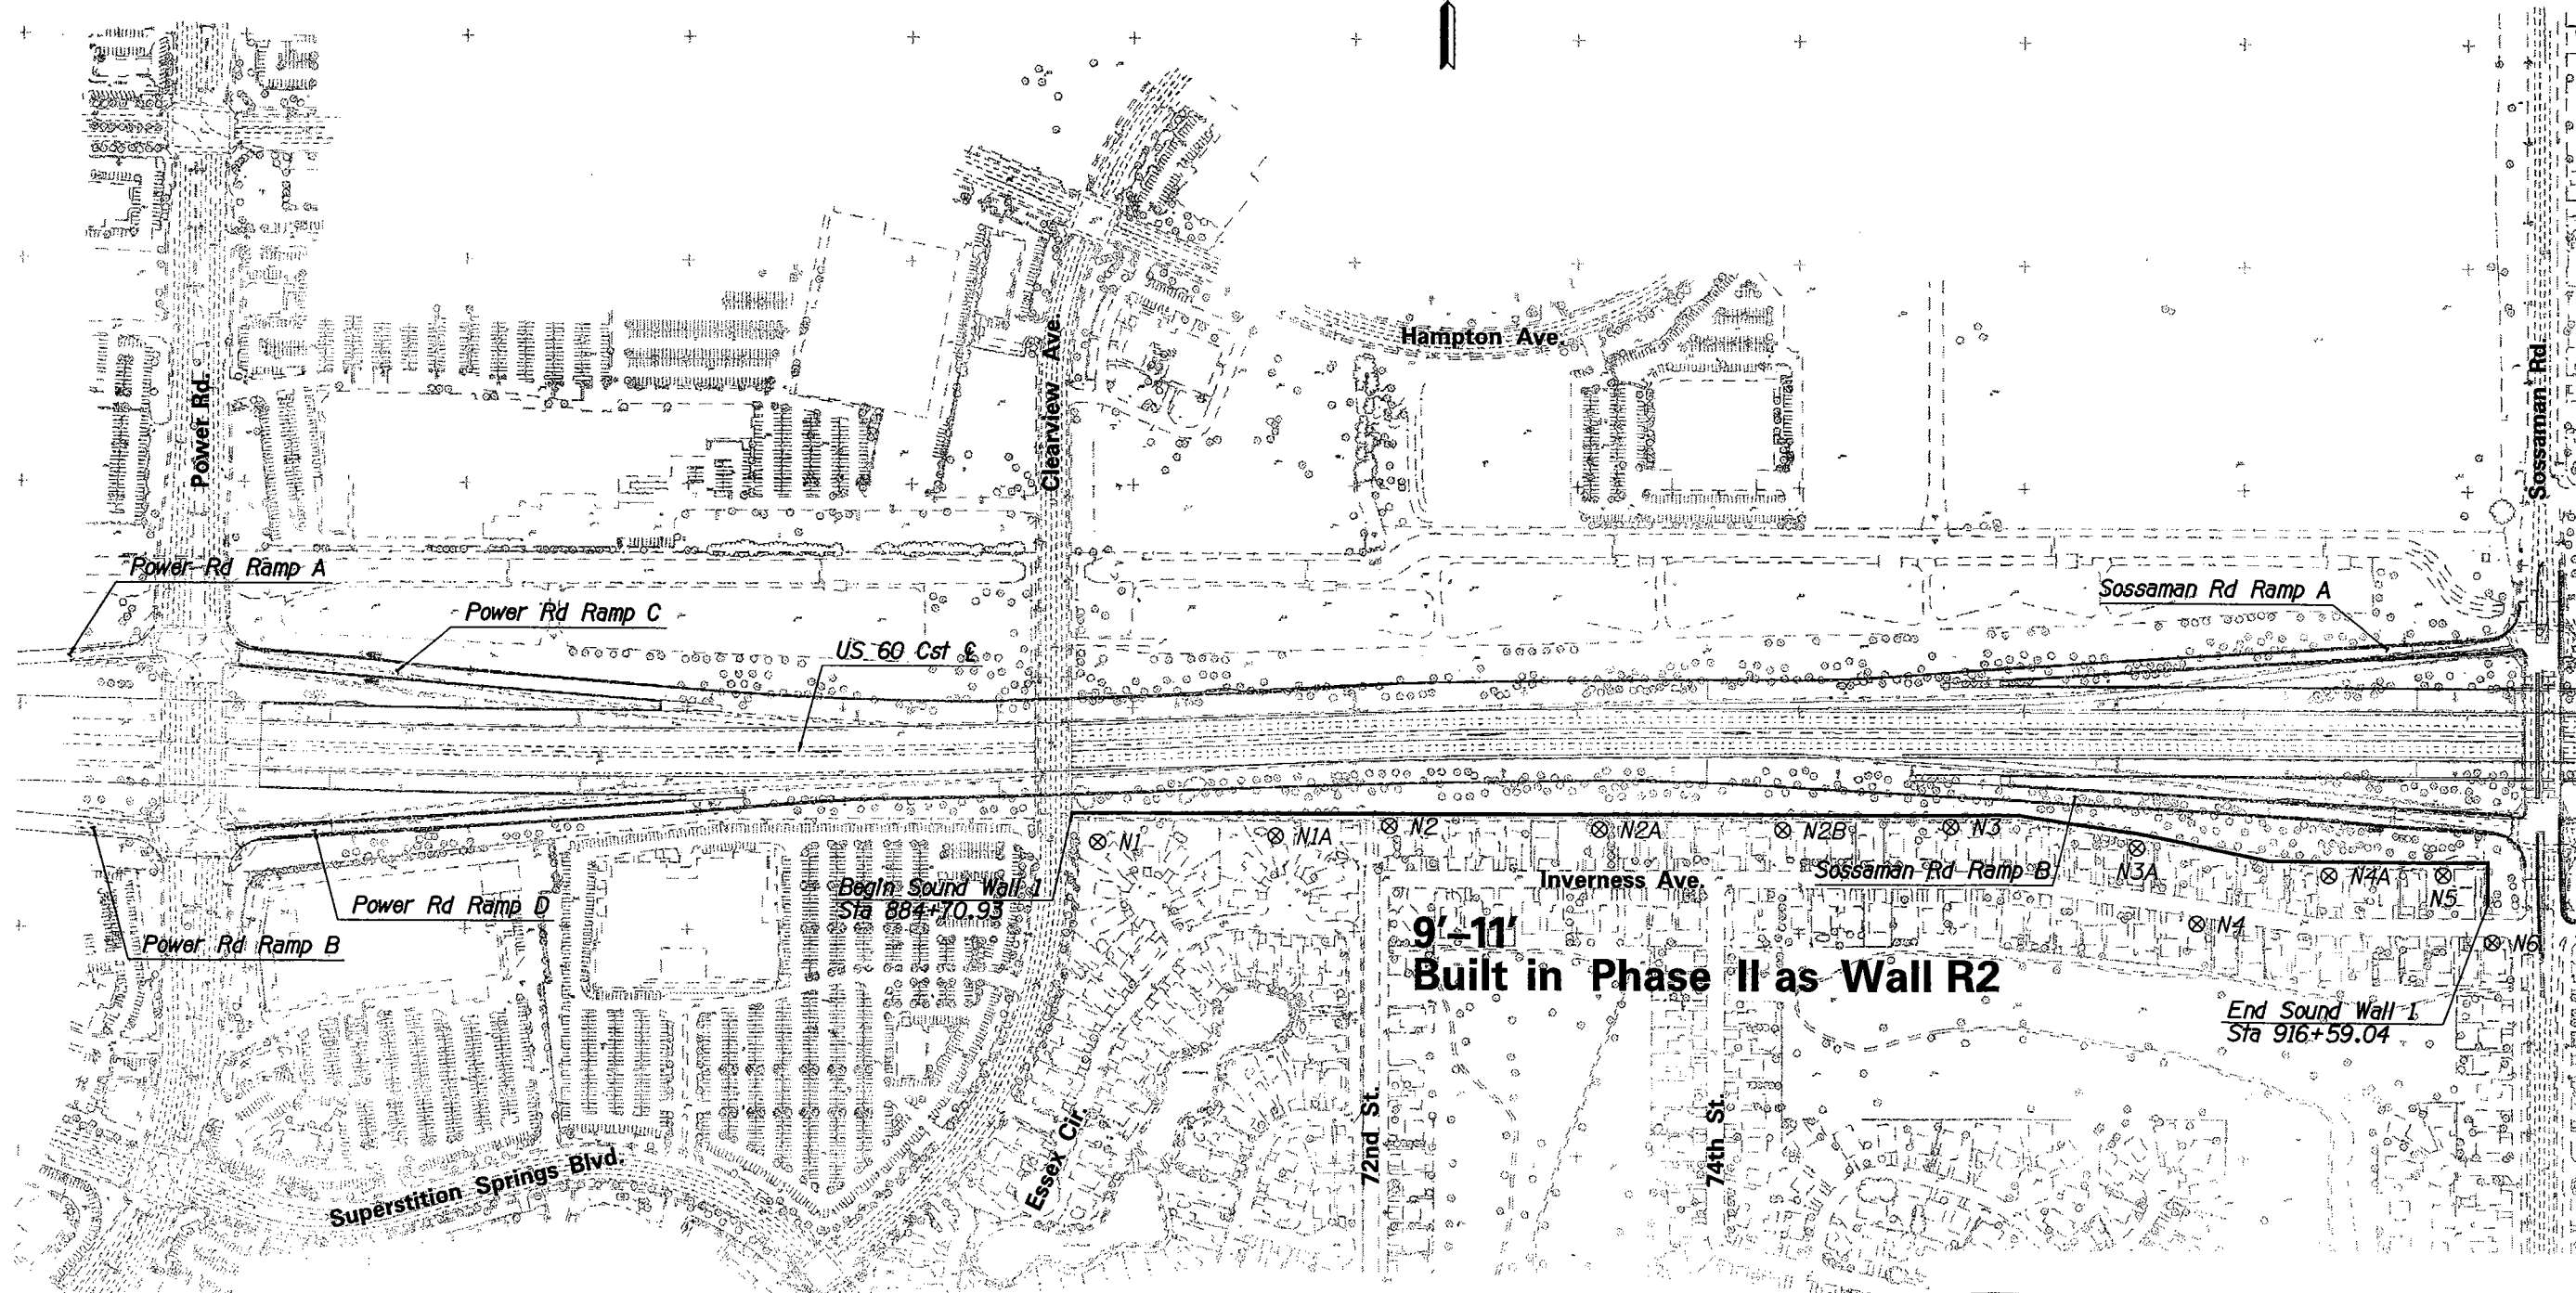 Hampton Ave.
Power Rd.
Clearview Ave.
Sossaman Rd.
Power Rd Ramp A
Power Rd Ramp C
Sossaman Rd Ramp A
US 60 Cst ℄
N1
N1A
N2
N2A
N2B
N3
N3A
Sossaman Rd Ramp B
N4A
N5
Inverness Ave.
Begin Sound Wall 1
Sta 884+70.93
Power Rd Ramp D
Power Rd Ramp B
N4
N6
9'-11'
Built in Phase II as Wall R2
End Sound Wall 1
Sta 916+59.04
72nd St.
74th St.
Essex Cir.
Superstition Springs Blvd.